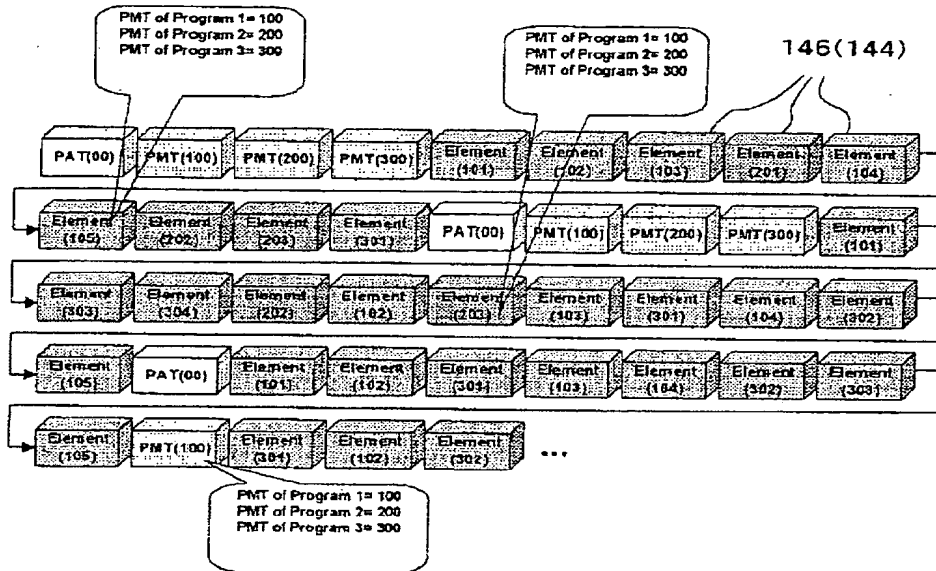 PMT of Program 1= 100
PMT of Program 2= 200
PMT of Program 3= 300
PMT of Program 1= 100
PMT of Program 2= 200
PMT of Program 3= 300
146(144)
PAT(00) PMT(100) PMT(200) PMT(300) Element (101) Element (102) Element (103) Element (201) Element (104)
Element (105) Element (202) Element (203) Element (301) PAT(00) PMT(100) PMT(200) PMT(300) Element (101)
Element (303) Element (304) Element (202) Element (102) Element (203) Element (103) Element (301) Element (104) Element (302)
Element (105) PAT(00) Element (101) Element (102) Element (301) Element (103) Element (104) Element (302) Element (303)
Element (105) PMT(100) Element (301) Element (102) Element (302) ...
PMT of Program 1= 100
PMT of Program 2= 200
PMT of Program 3= 300